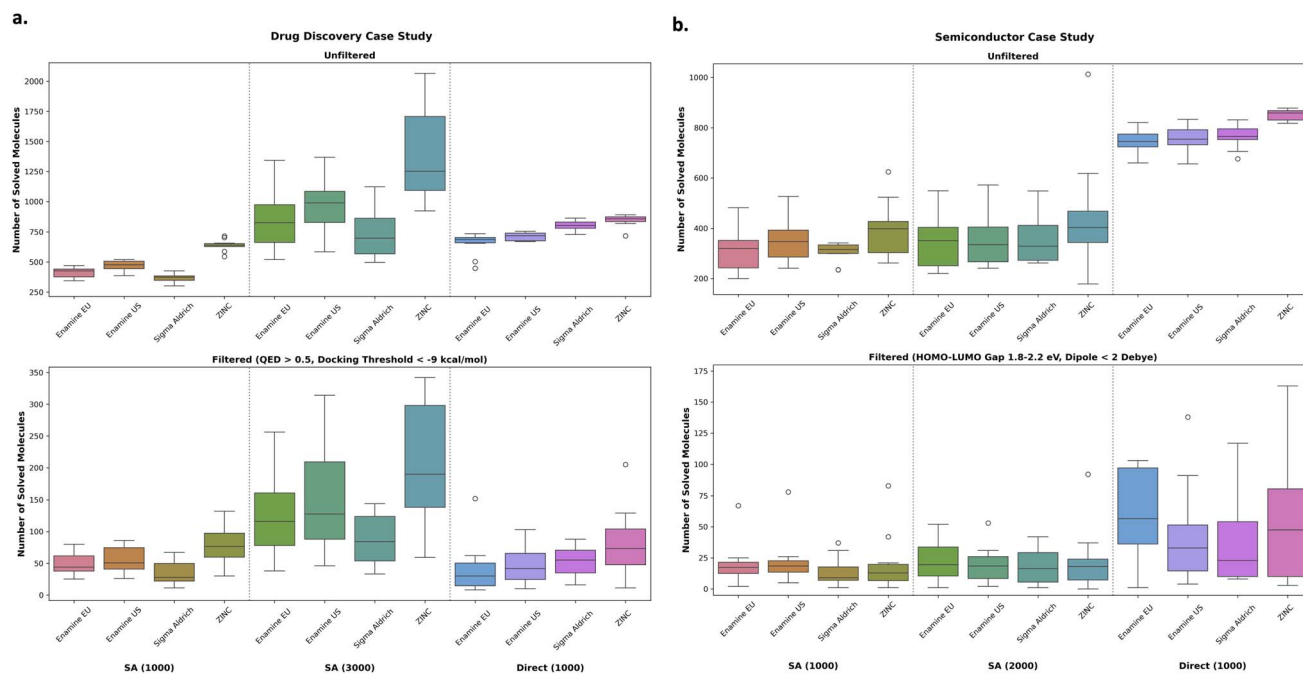 a.
Drug Discovery Case Study
Unfiltered
Number of Solved Molecules
2000
1750
1500
1250
1000
750
500
250
Enamine EU
Enamine US
Sigma Aldrich
ZINC
Enamine EU
Enamine US
Sigma Aldrich
ZINC
Enamine EU
Enamine US
Sigma Aldrich
ZINC
Filtered (QED > 0.5, Docking Threshold < -9 kcal/mol)
Number of Solved Molecules
350
300
250
200
150
100
50
0
Enamine EU
Enamine US
Sigma Aldrich
ZINC
Enamine EU
Enamine US
Sigma Aldrich
ZINC
Enamine EU
Enamine US
Sigma Aldrich
ZINC
SA (1000)
SA (3000)
Direct (1000)
b.
Semiconductor Case Study
Unfiltered
Number of Solved Molecules
1000
800
600
400
200
Enamine EU
Enamine US
Sigma Aldrich
ZINC
Enamine EU
Enamine US
Sigma Aldrich
ZINC
Enamine EU
Enamine US
Sigma Aldrich
ZINC
Filtered (HOMO-LUMO Gap 1.8-2.2 eV, Dipole < 2 Debye)
Number of Solved Molecules
175
150
125
100
75
50
25
0
Enamine EU
Enamine US
Sigma Aldrich
ZINC
Enamine EU
Enamine US
Sigma Aldrich
ZINC
Enamine EU
Enamine US
Sigma Aldrich
ZINC
SA (1000)
SA (2000)
Direct (1000)